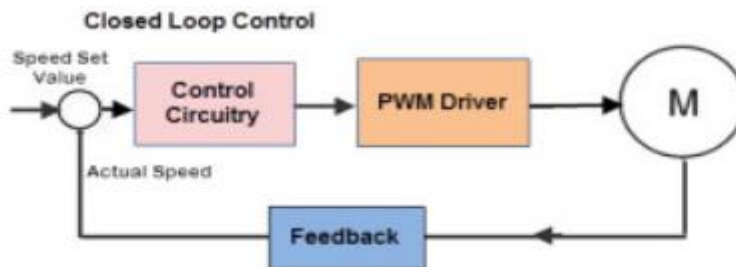 Closed Loop Control
Speed Set
Value
Control
Circuitry
PWM Driver
M
Actual Speed
Feedback